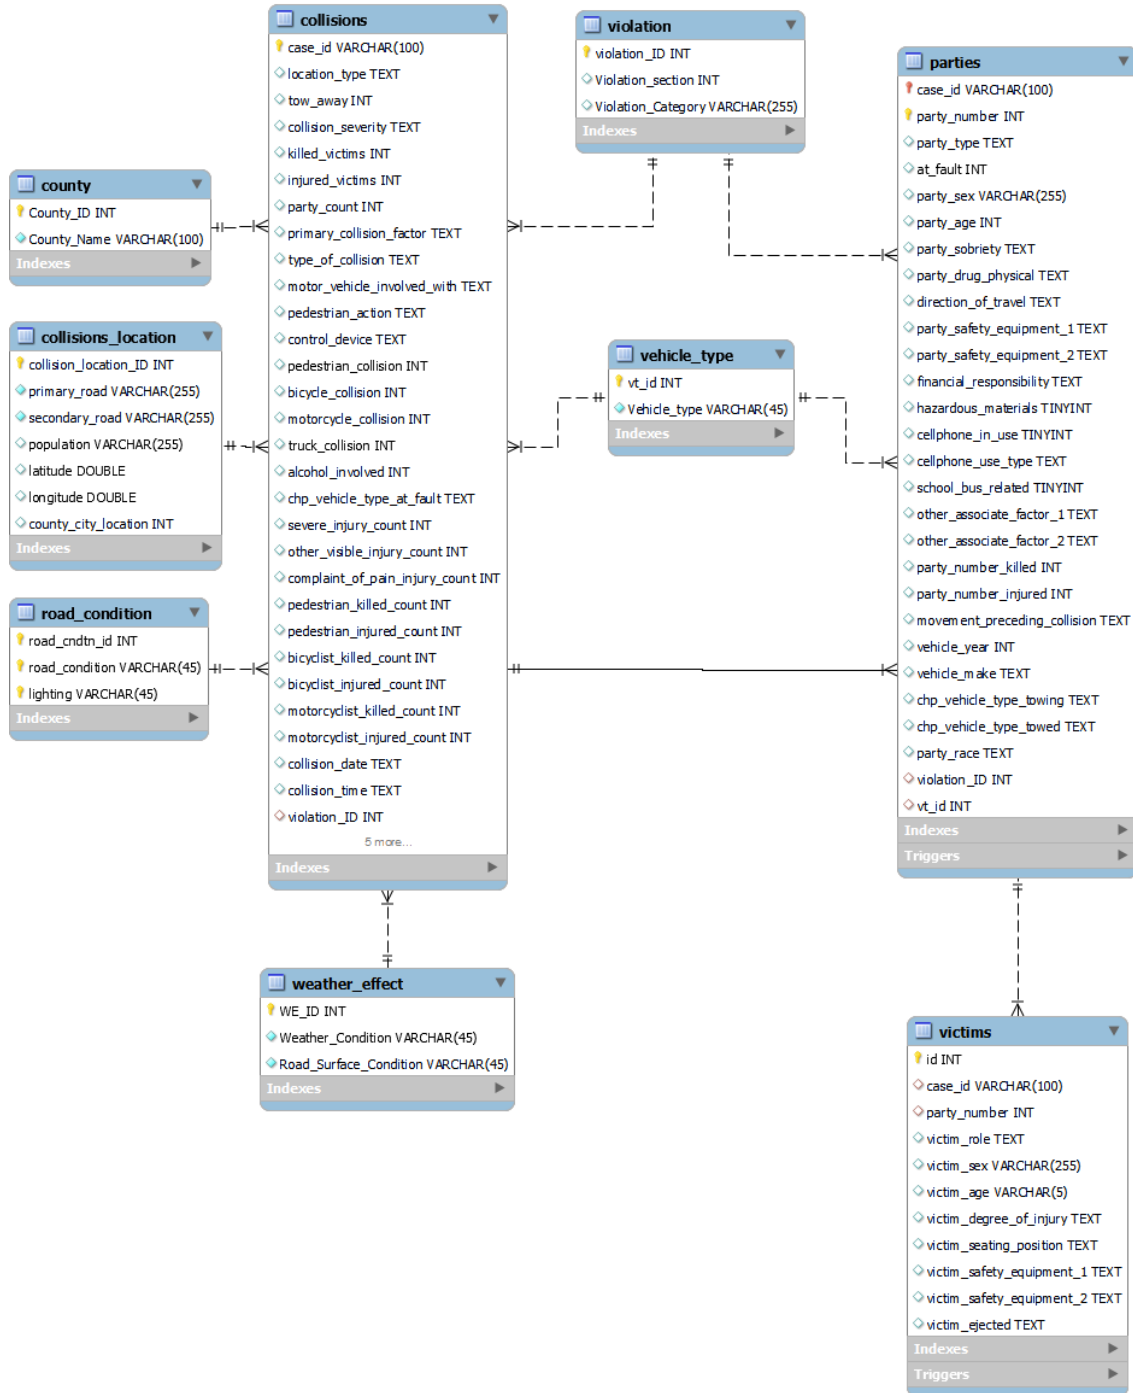 collisions
case_id VARCHAR(100)
location_type TEXT
tow_away INT
collision_severity TEXT
killed_victims INT
injured_victims INT
party_count INT
primary_collision_factor TEXT
type_of_collision TEXT
motor_vehicle_involved_with TEXT
pedestrian_action TEXT
control_device TEXT
pedestrian_collision INT
bicycle_collision INT
motorcycle_collision INT
truck_collision INT
alcohol_involved INT
chp_vehicle_type_at_fault TEXT
severe_injury_count INT
other_visible_injury_count INT
complaint_of_pain_injury_count INT
pedestrian_killed_count INT
pedestrian_injured_count INT
bicyclist_killed_count INT
bicyclist_injured_count INT
motorcyclist_killed_count INT
motorcyclist_injured_count INT
collision_date TEXT
collision_time TEXT
violation_ID INT
5 more...
Indexes
violation
violation_ID INT
Violation_section INT
Violation_Category VARCHAR(255)
Indexes
parties
case_id VARCHAR(100)
party_number INT
party_type TEXT
at_fault INT
party_sex VARCHAR(255)
party_age INT
party_sobriety TEXT
party_drug_physical TEXT
direction_of_travel TEXT
party_safety_equipment_1 TEXT
party_safety_equipment_2 TEXT
financial_responsibility TEXT
hazardous_materials TINYINT
cellphone_in_use TINYINT
cellphone_use_type TEXT
school_bus_related TINYINT
other_associate_factor_1 TEXT
other_associate_factor_2 TEXT
party_number_killed INT
party_number_injured INT
movement_preceding_collision TEXT
vehicle_year INT
vehicle_make TEXT
chp_vehicle_type_towing TEXT
chp_vehicle_type_towed TEXT
party_race TEXT
violation_ID INT
vt_id INT
Indexes
Triggers
county
County_ID INT
County_Name VARCHAR(100)
Indexes
collisions_location
collision_location_ID INT
primary_road VARCHAR(255)
secondary_road VARCHAR(255)
population VARCHAR(255)
latitude DOUBLE
longitude DOUBLE
county_city_location INT
Indexes
vehicle_type
vt_id INT
Vehicle_type VARCHAR(45)
Indexes
road_condition
road_cndtn_id INT
road_condition VARCHAR(45)
lighting VARCHAR(45)
Indexes
weather_effect
WE_ID INT
Weather_Condition VARCHAR(45)
Road_Surface_Condition VARCHAR(45)
Indexes
victims
id INT
case_id VARCHAR(100)
party_number INT
victim_role TEXT
victim_sex VARCHAR(255)
victim_age VARCHAR(5)
victim_degree_of_injury TEXT
victim_seating_position TEXT
victim_safety_equipment_1 TEXT
victim_safety_equipment_2 TEXT
victim_ejected TEXT
Indexes
Triggers